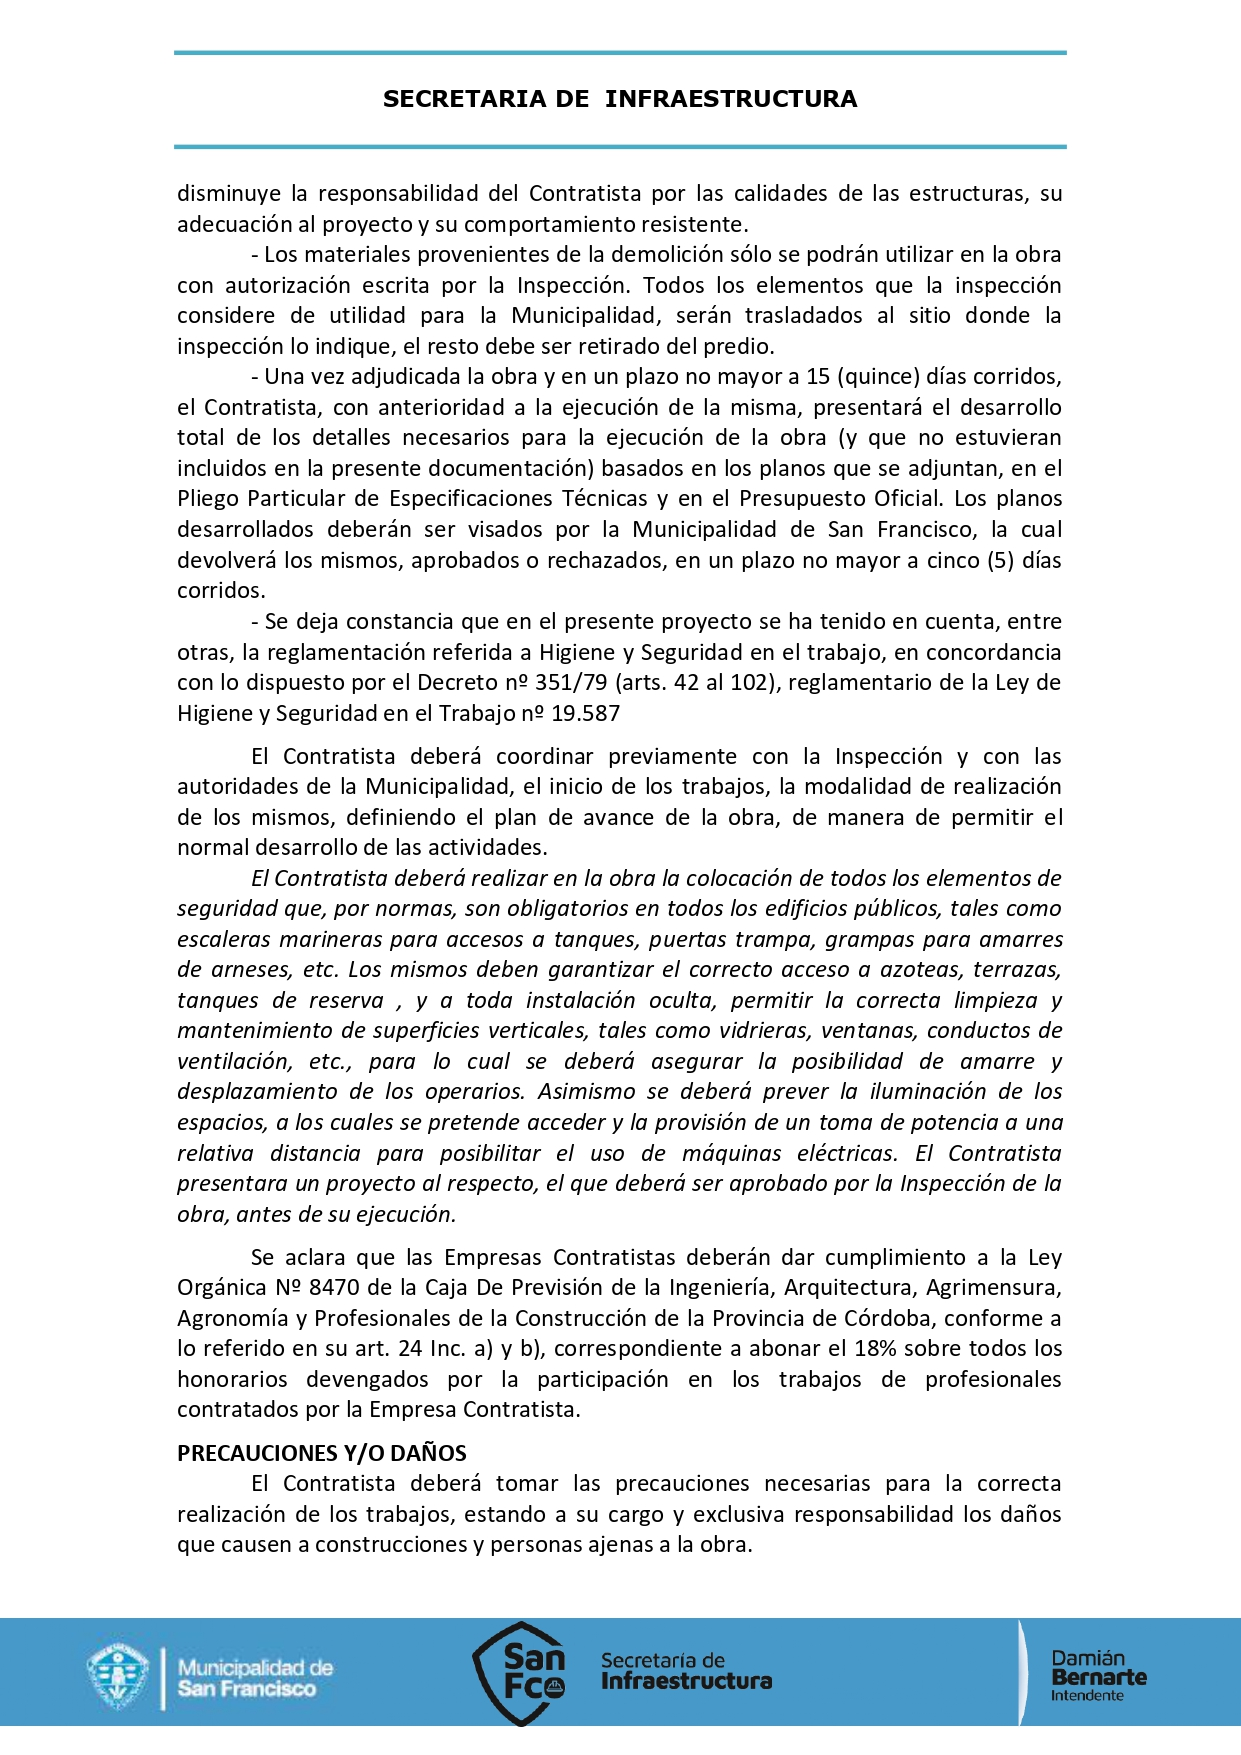 SECRETARIA DE  INFRAESTRUCTURA
disminuye la responsabilidad del Contratista por las calidades de las estructuras, su
adecuación al proyecto y su comportamiento resistente.
- Los materiales provenientes de la demolición sólo se podrán utilizar en la obra
con autorización escrita por la Inspección. Todos los elementos que la inspección
considere de utilidad para la Municipalidad, serán trasladados al sitio donde la
inspección lo indique, el resto debe ser retirado del predio.
- Una vez adjudicada la obra y en un plazo no mayor a 15 (quince) días corridos,
el Contratista, con anterioridad a la ejecución de la misma, presentará el desarrollo
total de los detalles necesarios para la ejecución de la obra (y que no estuvieran
incluidos en la presente documentación) basados en los planos que se adjuntan, en el
Pliego Particular de Especificaciones Técnicas y en el Presupuesto Oficial. Los planos
desarrollados deberán ser visados por la Municipalidad de San Francisco, la cual
devolverá los mismos, aprobados o rechazados, en un plazo no mayor a cinco (5) días
corridos.
- Se deja constancia que en el presente proyecto se ha tenido en cuenta, entre
otras, la reglamentación referida a Higiene y Seguridad en el trabajo, en concordancia
con lo dispuesto por el Decreto nº 351/79 (arts. 42 al 102), reglamentario de la Ley de
Higiene y Seguridad en el Trabajo nº 19.587
El Contratista deberá coordinar previamente con la Inspección y con las
autoridades de la Municipalidad, el inicio de los trabajos, la modalidad de realización
de los mismos, definiendo el plan de avance de la obra, de manera de permitir el
normal desarrollo de las actividades.
El Contratista deberá realizar en la obra la colocación de todos los elementos de
seguridad que, por normas, son obligatorios en todos los edificios públicos, tales como
escaleras marineras para accesos a tanques, puertas trampa, grampas para amarres
de arneses, etc. Los mismos deben garantizar el correcto acceso a azoteas, terrazas,
tanques de reserva , y a toda instalación oculta, permitir la correcta limpieza y
mantenimiento de superficies verticales, tales como vidrieras, ventanas, conductos de
ventilación, etc., para lo cual se deberá asegurar la posibilidad de amarre y
desplazamiento de los operarios. Asimismo se deberá prever la iluminación de los
espacios, a los cuales se pretende acceder y la provisión de un toma de potencia a una
relativa distancia para posibilitar el uso de máquinas eléctricas. El Contratista
presentara un proyecto al respecto, el que deberá ser aprobado por la Inspección de la
obra, antes de su ejecución.
Se aclara que las Empresas Contratistas deberán dar cumplimiento a la Ley
Orgánica Nº 8470 de la Caja De Previsión de la Ingeniería, Arquitectura, Agrimensura,
Agronomía y Profesionales de la Construcción de la Provincia de Córdoba, conforme a
lo referido en su art. 24 Inc. a) y b), correspondiente a abonar el 18% sobre todos los
honorarios devengados por la participación en los trabajos de profesionales
contratados por la Empresa Contratista.
PRECAUCIONES Y/O DAÑOS
El Contratista deberá tomar las precauciones necesarias para la correcta
realización de los trabajos, estando a su cargo y exclusiva responsabilidad los daños
que causen a construcciones y personas ajenas a la obra.
Municipalidad de
San Francisco
San
Fco
Secretaría de
Infraestructura
Damián
Bernarte
Intendente